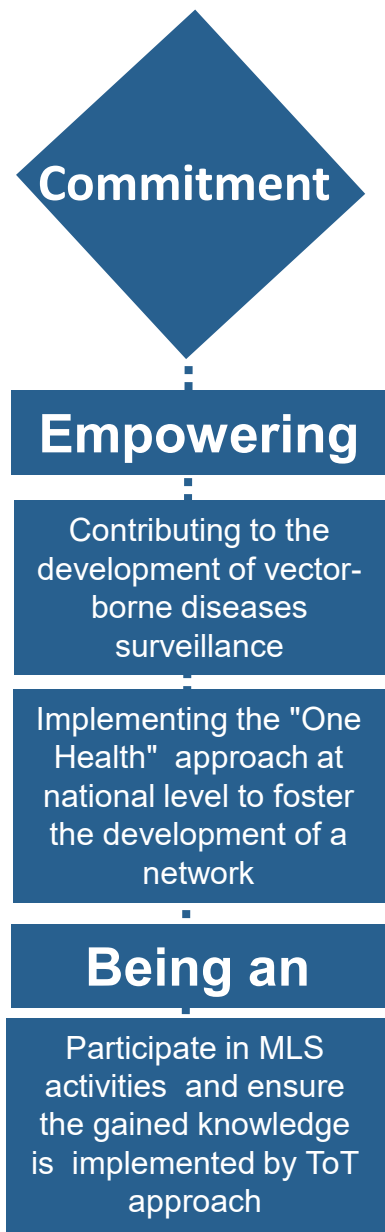 Commitment
Empowering
Contributing to the
development of vector-
borne diseases
surveillance
Implementing the "One
Health"  approach at
national level to foster
the development of a
network
Being an
Participate in MLS
activities  and ensure
the gained knowledge
is  implemented by ToT
approach